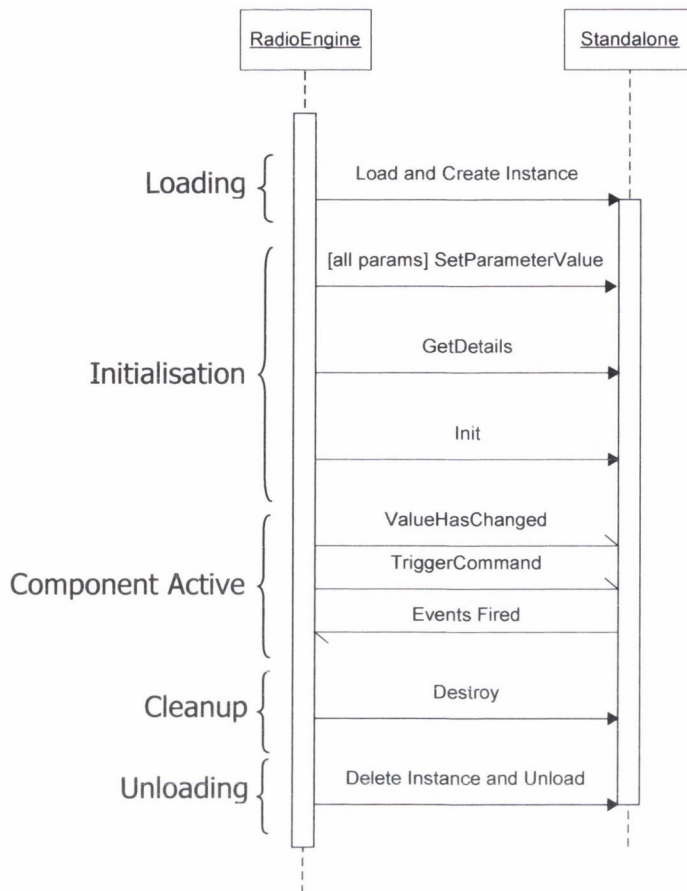 RadioEngine
Standalone
Loading
Load and Create Instance
Initialisation
[all params] SetParameterValue
GetDetails
Init
Component Active
ValueHasChanged
TriggerCommand
Events Fired
Cleanup
Destroy
Unloading
Delete Instance and Unload